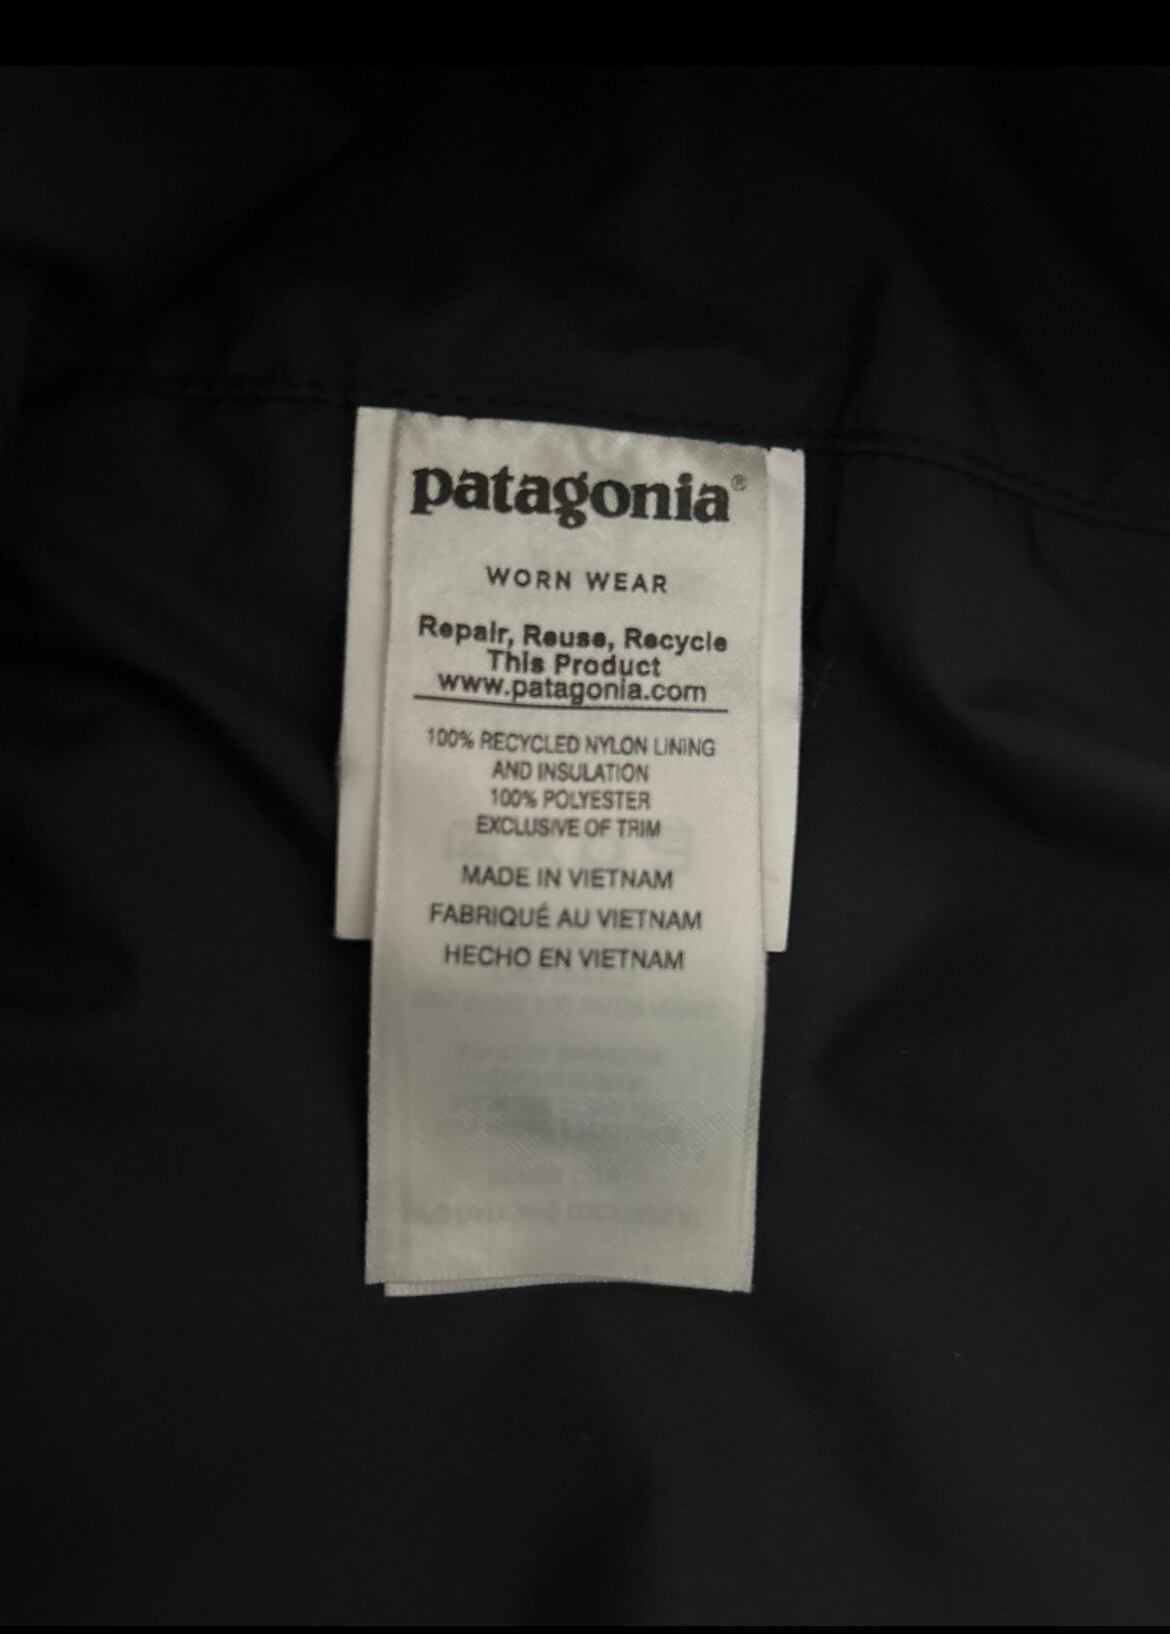 patagonia®
WORN WEAR
Repair, Reuse, Recycle
This Product
www.patagonia.com
100% RECYCLED NYLON LINING
AND INSULATION
100% POLYESTER
EXCLUSIVE OF TRIM
MADE IN VIETNAM
FABRIQUÉ AU VIETNAM
HECHO EN VIETNAM